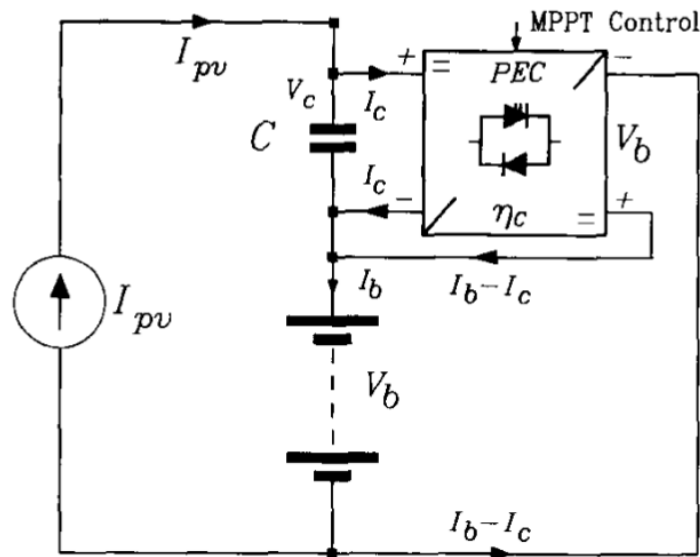 MPPT Control
I_pv
+ = PEC -
V_c I_c
C
V_b
I_c - η_c = +
I_b I_b-I_c
I_pv
V_b
I_b-I_c